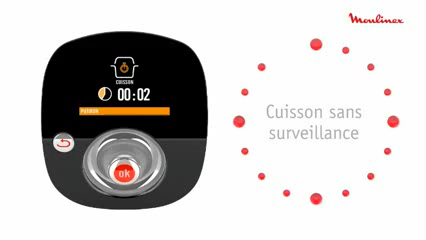 Moulinex
CUISSON
00:02
POTIRON
ok
Cuisson sans
surveillance